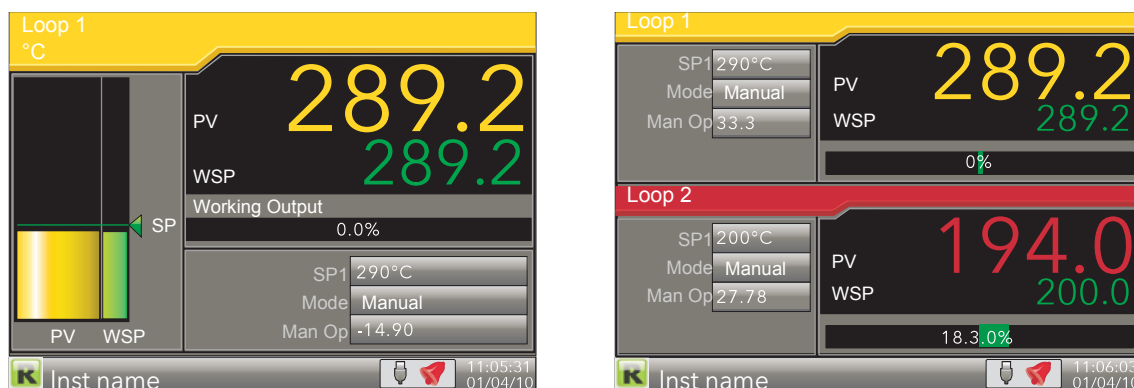 Loop 1
°C
PV
289.2
WSP
289.2
SP
Working Output
0.0%
SP1 290°C
Mode Manual
Man Op -14.90
PV WSP
Inst name
11:05:31
01/04/10
Loop 1
SP1 290°C
Mode Manual
Man Op 33.3
PV
289.2
WSP
289.2
0%
Loop 2
SP1 200°C
Mode Manual
Man Op 27.78
PV
194.0
WSP
200.0
18.3.0%
Inst name
11:06:03
01/04/10